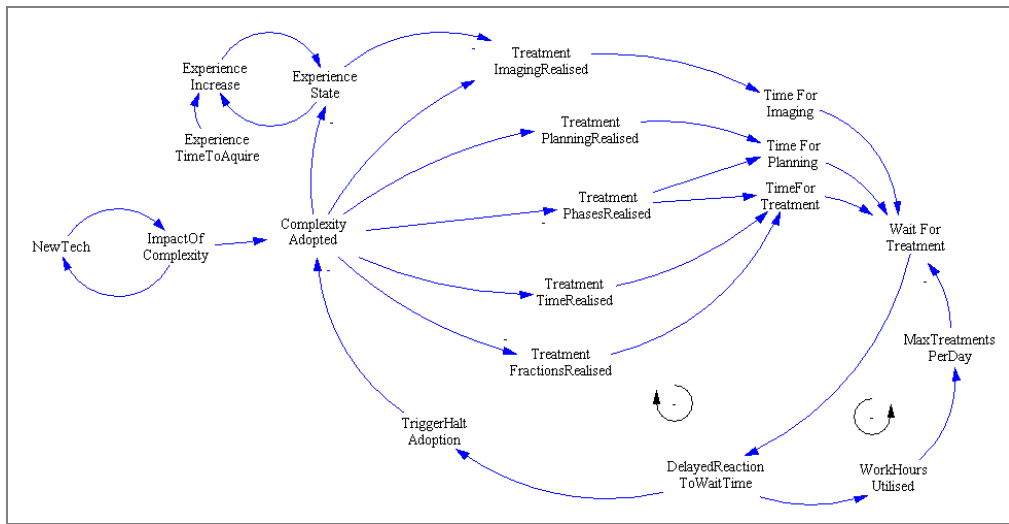 Experience
Increase
Experience
State
Experience
TimeToAquire
-
Treatment
ImagingRealised
-
Time For
Imaging
Treatment
PlanningRealised
Time For
Planning
Treatment
PhasesRealised
-
TimeFor
Treatment
NewTech
ImpactOf
Complexity
Complexity
Adopted
-
Wait For
Treatment
-
Treatment
TimeRealised
Treatment
FractionsRealised
-
MaxTreatments
PerDay
TriggerHalt
Adoption
-
-
DelayedReaction
ToWaitTime
WorkHours
Utilised